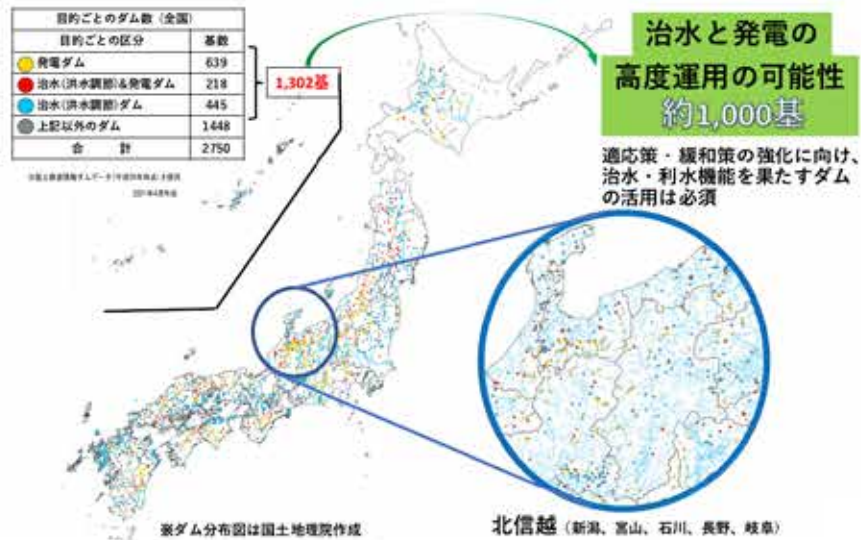 目的ごとのダム数（全国）
目的ごとの区分 基数
発電ダム 639
治水（洪水調節）&発電ダム 218
治水（洪水調節）ダム 445
上記以外のダム 1448
合 計 2750
1,302基
治水と発電の
高度運用の可能性
約1,000基
適応策・緩和策の強化に向け、
治水・利水機能を果たすダム
の活用は必須
※ダム分布図は国土地理院作成
北信越（新潟、富山、石川、長野、岐阜）